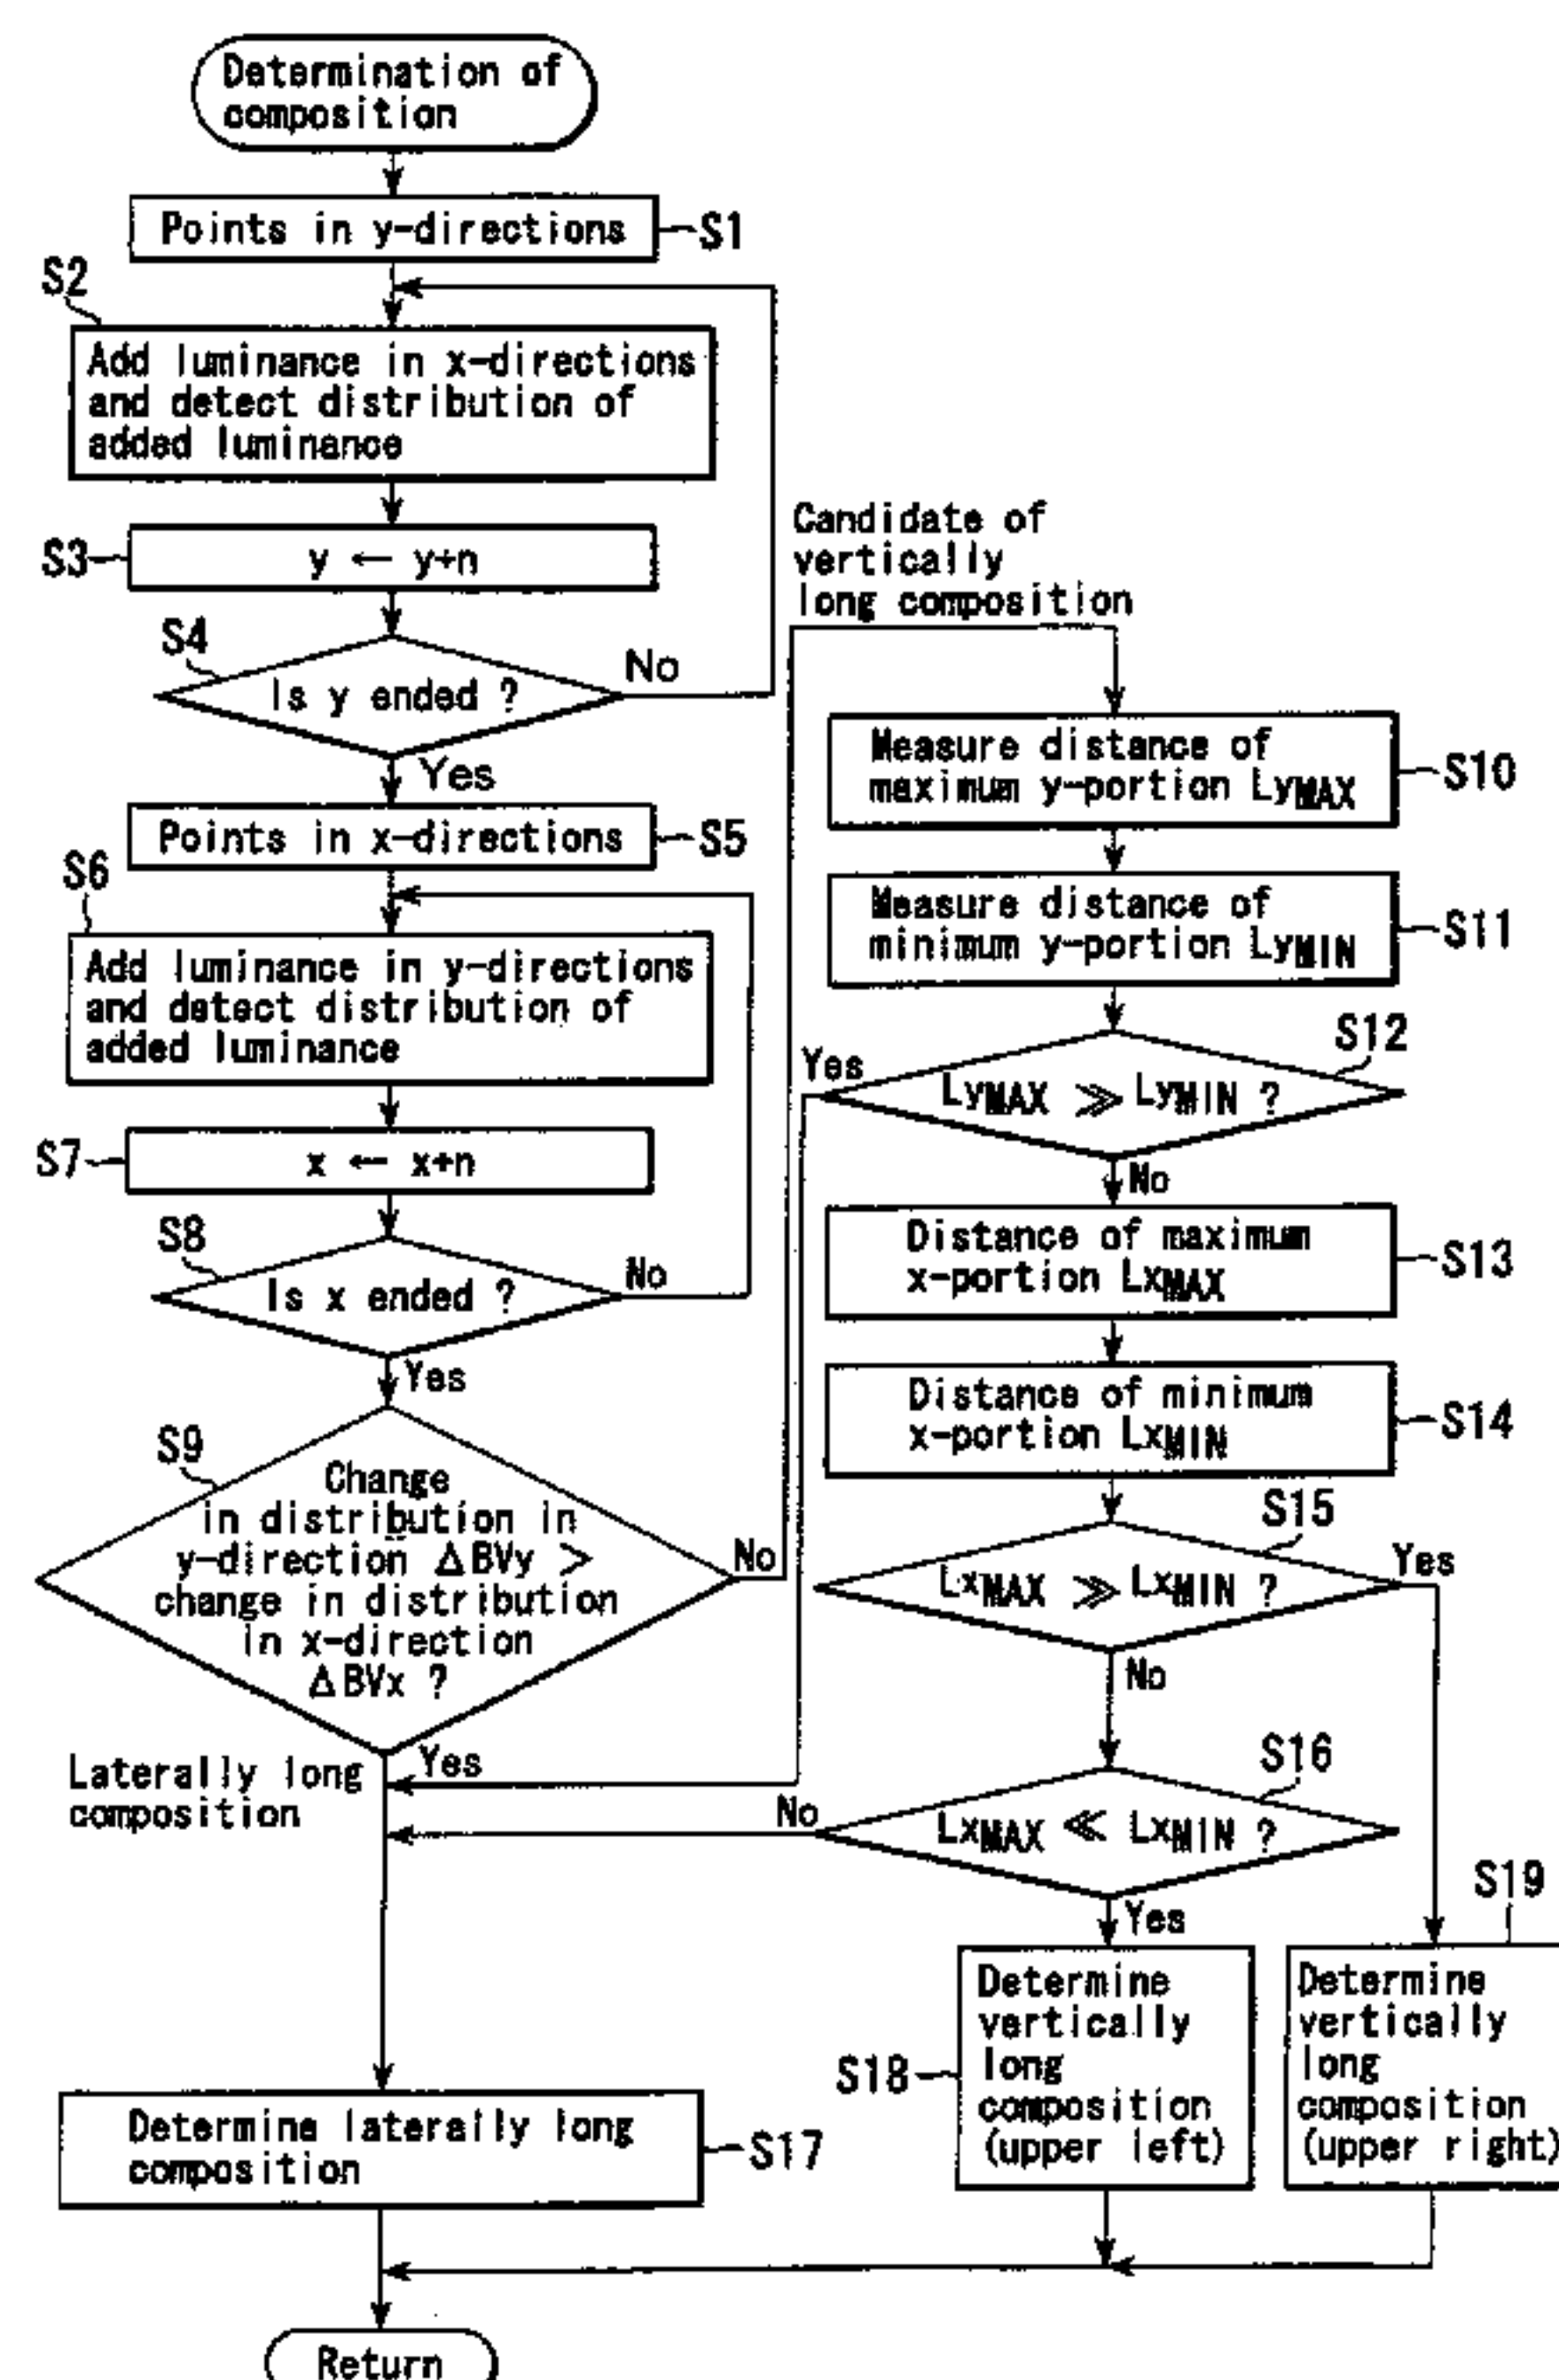 Determination of
composition
Points in y-directions
S1
S2
Add luminance in x-directions
and detect distribution of
added luminance
S3
y ← y+n
S4
Is y ended ?
No
Yes
Points in x-directions
S5
S6
Add luminance in y-directions
and detect distribution of
added luminance
S7
x ← x+n
S8
Is x ended ?
No
Yes
S9
Change
in distribution in
y-direction ΔBVy >
change in distribution
in x-direction
ΔBVx ?
No
Yes
Laterally long
composition
Candidate of
vertically
long composition
Measure distance of
maximum y-portion LyMAX
S10
Measure distance of
minimum y-portion LyMIN
S11
S12
Yes
LyMAX ≫ LyMIN ?
No
Distance of maximum
x-portion LxMAX
S13
Distance of minimum
x-portion LxMIN
S14
S15
LxMAX ≫ LxMIN ?
Yes
No
S16
No
LxMAX ≪ LxMIN ?
Yes
S18
Determine
vertically
long
composition
(upper left)
S19
Determine
vertically
long
composition
(upper right)
Determine laterally long
composition
S17
Return